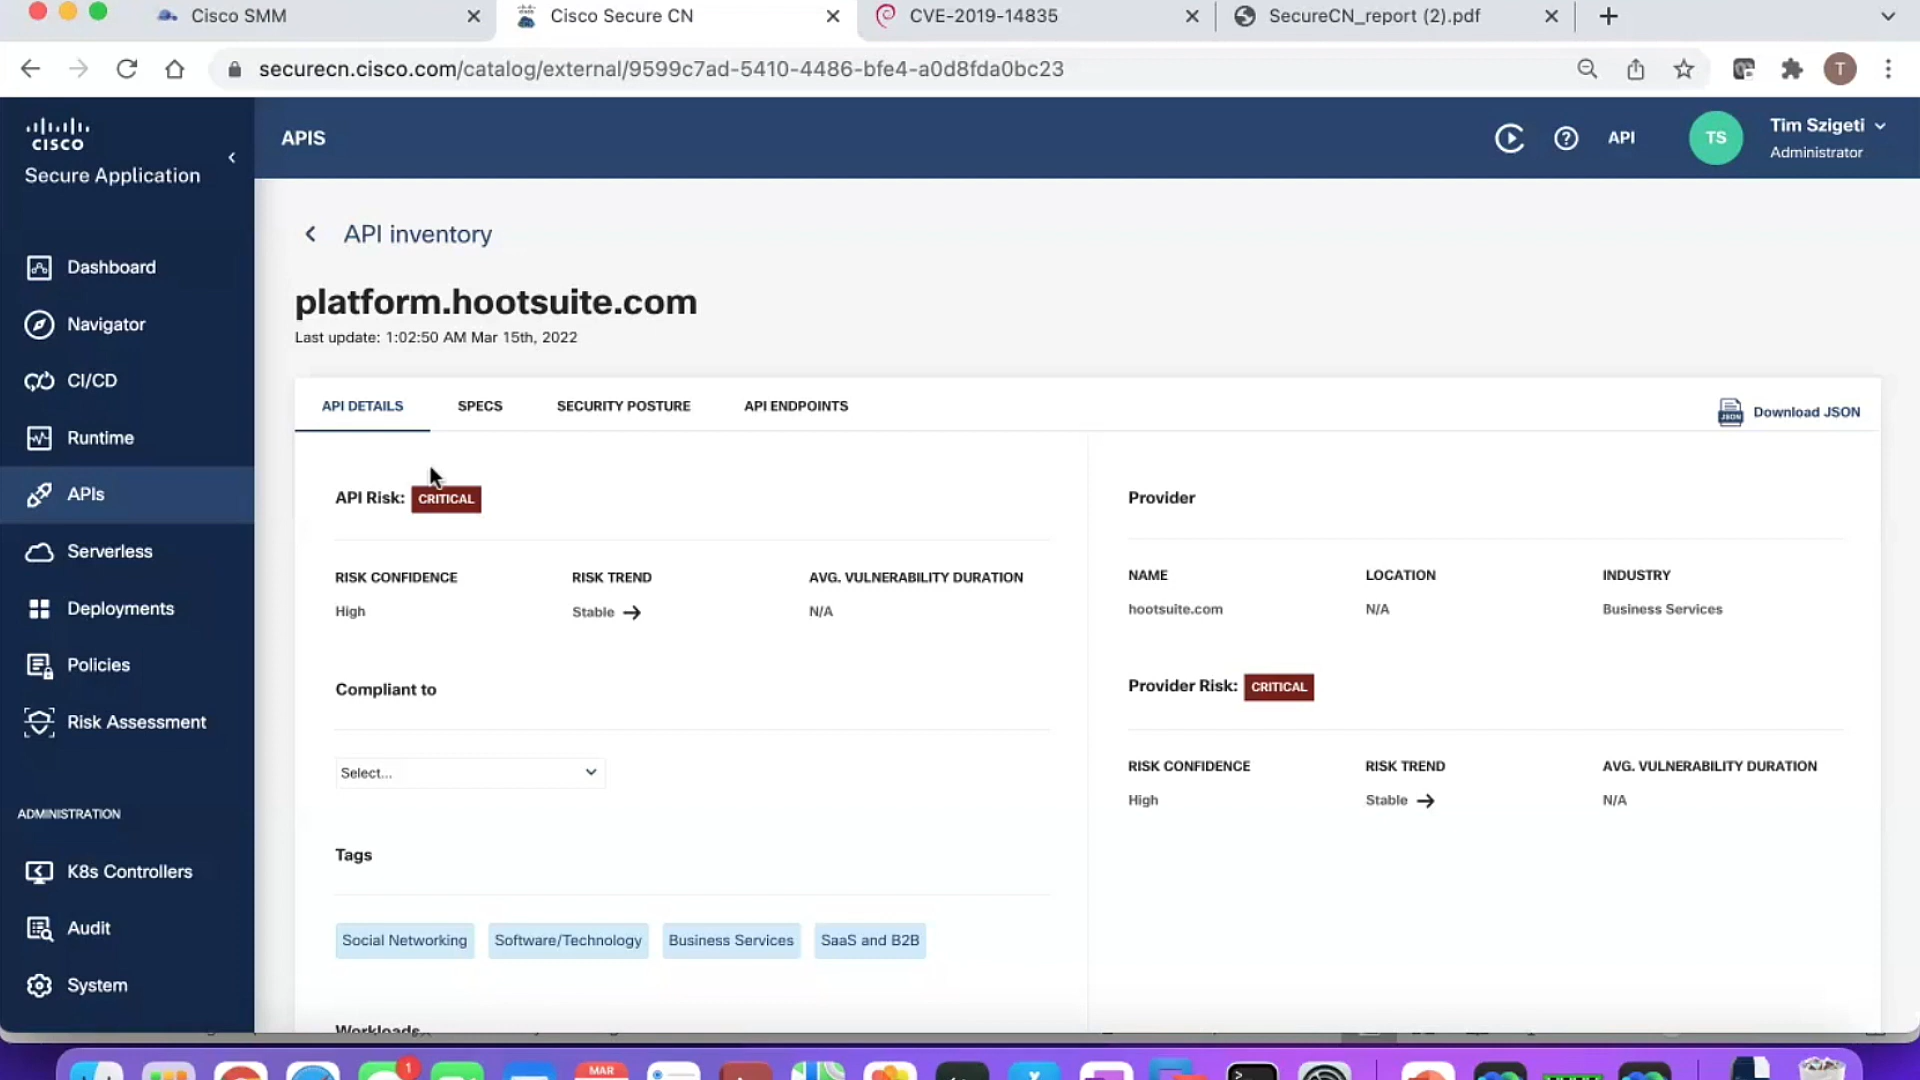 Cisco SMM
Cisco Secure CN
CVE-2019-14835
SecureCN_report (2).pdf
securecn.cisco.com/catalog/external/9599c7ad-5410-4486-bfe4-a0d8fda0bc23
T
cisco
Secure Application
APIS
API
TS
Tim Szigeti
Administrator
Dashboard
Navigator
CI/CD
Runtime
APIs
Serverless
Deployments
Policies
Risk Assessment
ADMINISTRATION
K8s Controllers
Audit
System
API inventory
platform.hootsuite.com
Last update: 1:02:50 AM Mar 15th, 2022
API DETAILS
SPECS
SECURITY POSTURE
API ENDPOINTS
JSON
Download JSON
API Risk: CRITICAL
RISK CONFIDENCE
RISK TREND
AVG. VULNERABILITY DURATION
High
Stable
N/A
Compliant to
Select...
Tags
Social Networking
Software/Technology
Business Services
SaaS and B2B
Workloads
Provider
NAME
LOCATION
INDUSTRY
hootsuite.com
N/A
Business Services
Provider Risk: CRITICAL
RISK CONFIDENCE
RISK TREND
AVG. VULNERABILITY DURATION
High
Stable
N/A
1
MAR